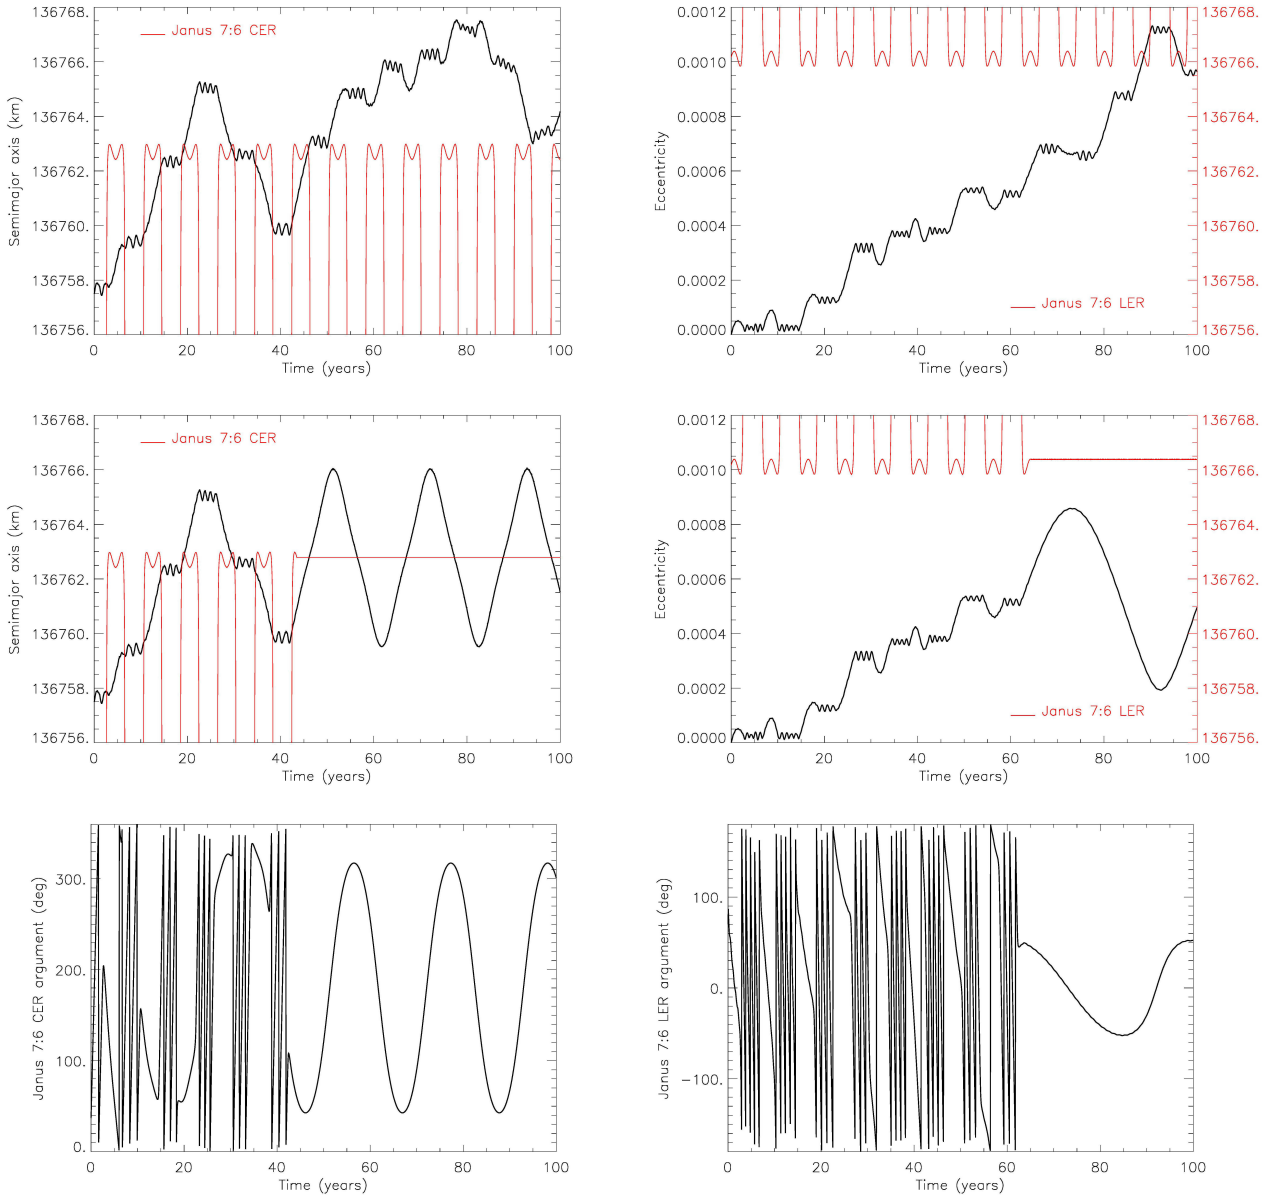 136768.
136766.
136764.
136762.
136760.
136758.
136756.
Semimajor axis (km)
Janus 7:6 CER
0 20 40 60 80 100
Time (years)
0.0012
0.0010
0.0008
0.0006
0.0004
0.0002
0.0000
Eccentricity
Janus 7:6 LER
136768.
136766.
136764.
136762.
136760.
136758.
136756.
0 20 40 60 80 100
Time (years)
136768.
136766.
136764.
136762.
136760.
136758.
136756.
Semimajor axis (km)
Janus 7:6 CER
0 20 40 60 80 100
Time (years)
0.0012
0.0010
0.0008
0.0006
0.0004
0.0002
0.0000
Eccentricity
Janus 7:6 LER
136768.
136766.
136764.
136762.
136760.
136758.
136756.
0 20 40 60 80 100
Time (years)
300.
200.
100.
0.
Janus 7:6 CER argument (deg)
0 20 40 60 80 100
Time (years)
100.
0.
−100.
Janus 7:6 LER argument (deg)
0 20 40 60 80 100
Time (years)